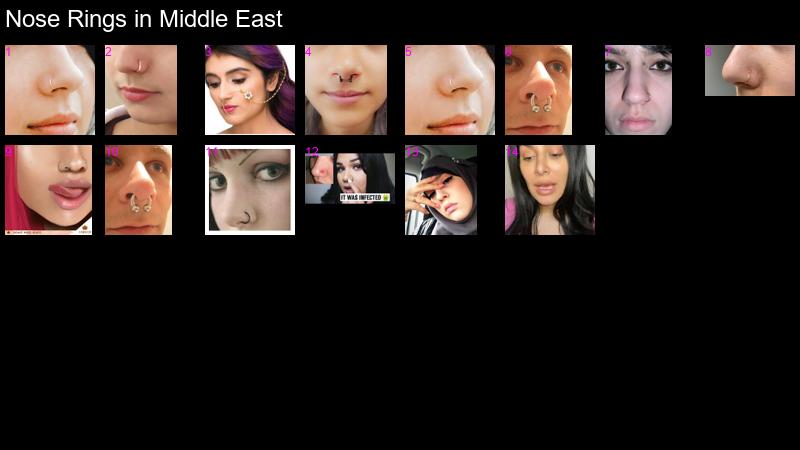 Nose Rings in Middle East
1 2 3 4 5 6 7 8
9 10 11 12 13 14
IT WAS INFECTED